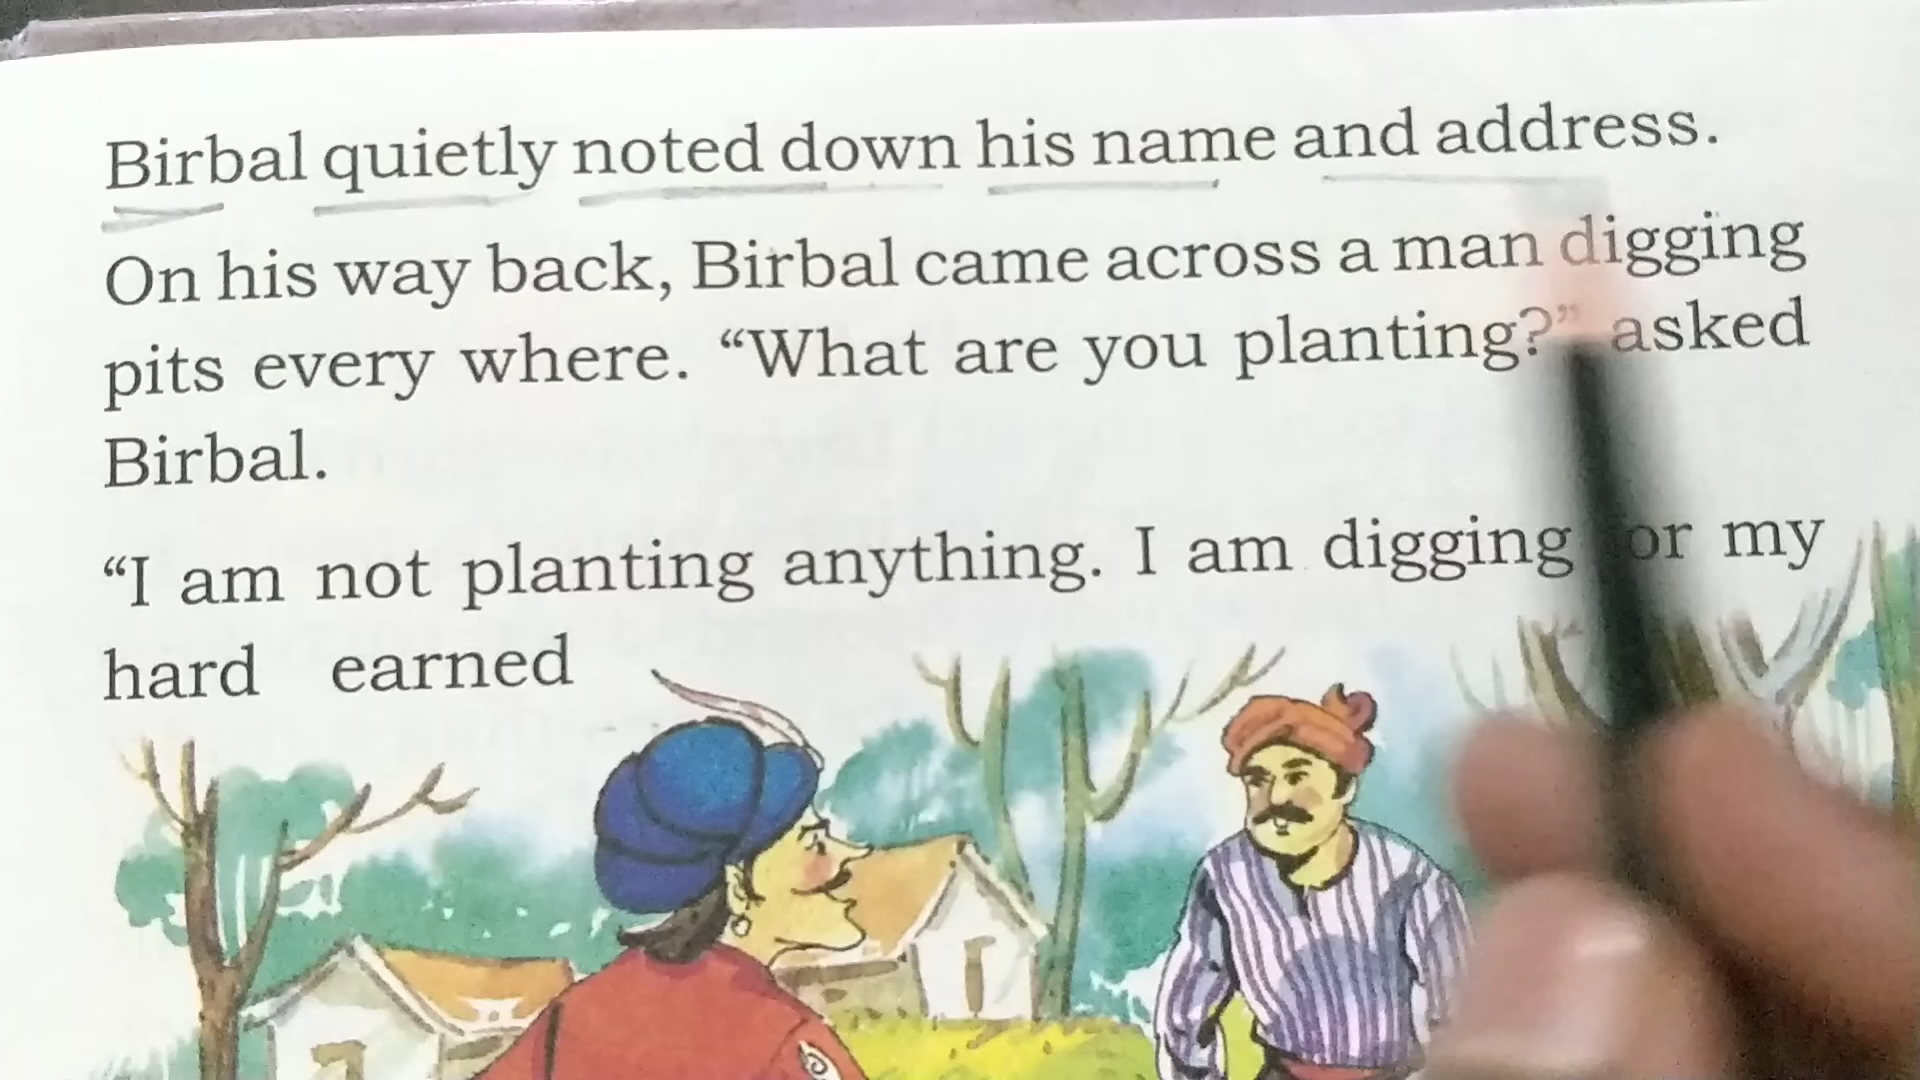 Birbal quietly noted down his name and address.
On his way back, Birbal came across a man digging
pits every where. “What are you planting?” asked
Birbal.
“I am not planting anything. I am digging for my
hard earned